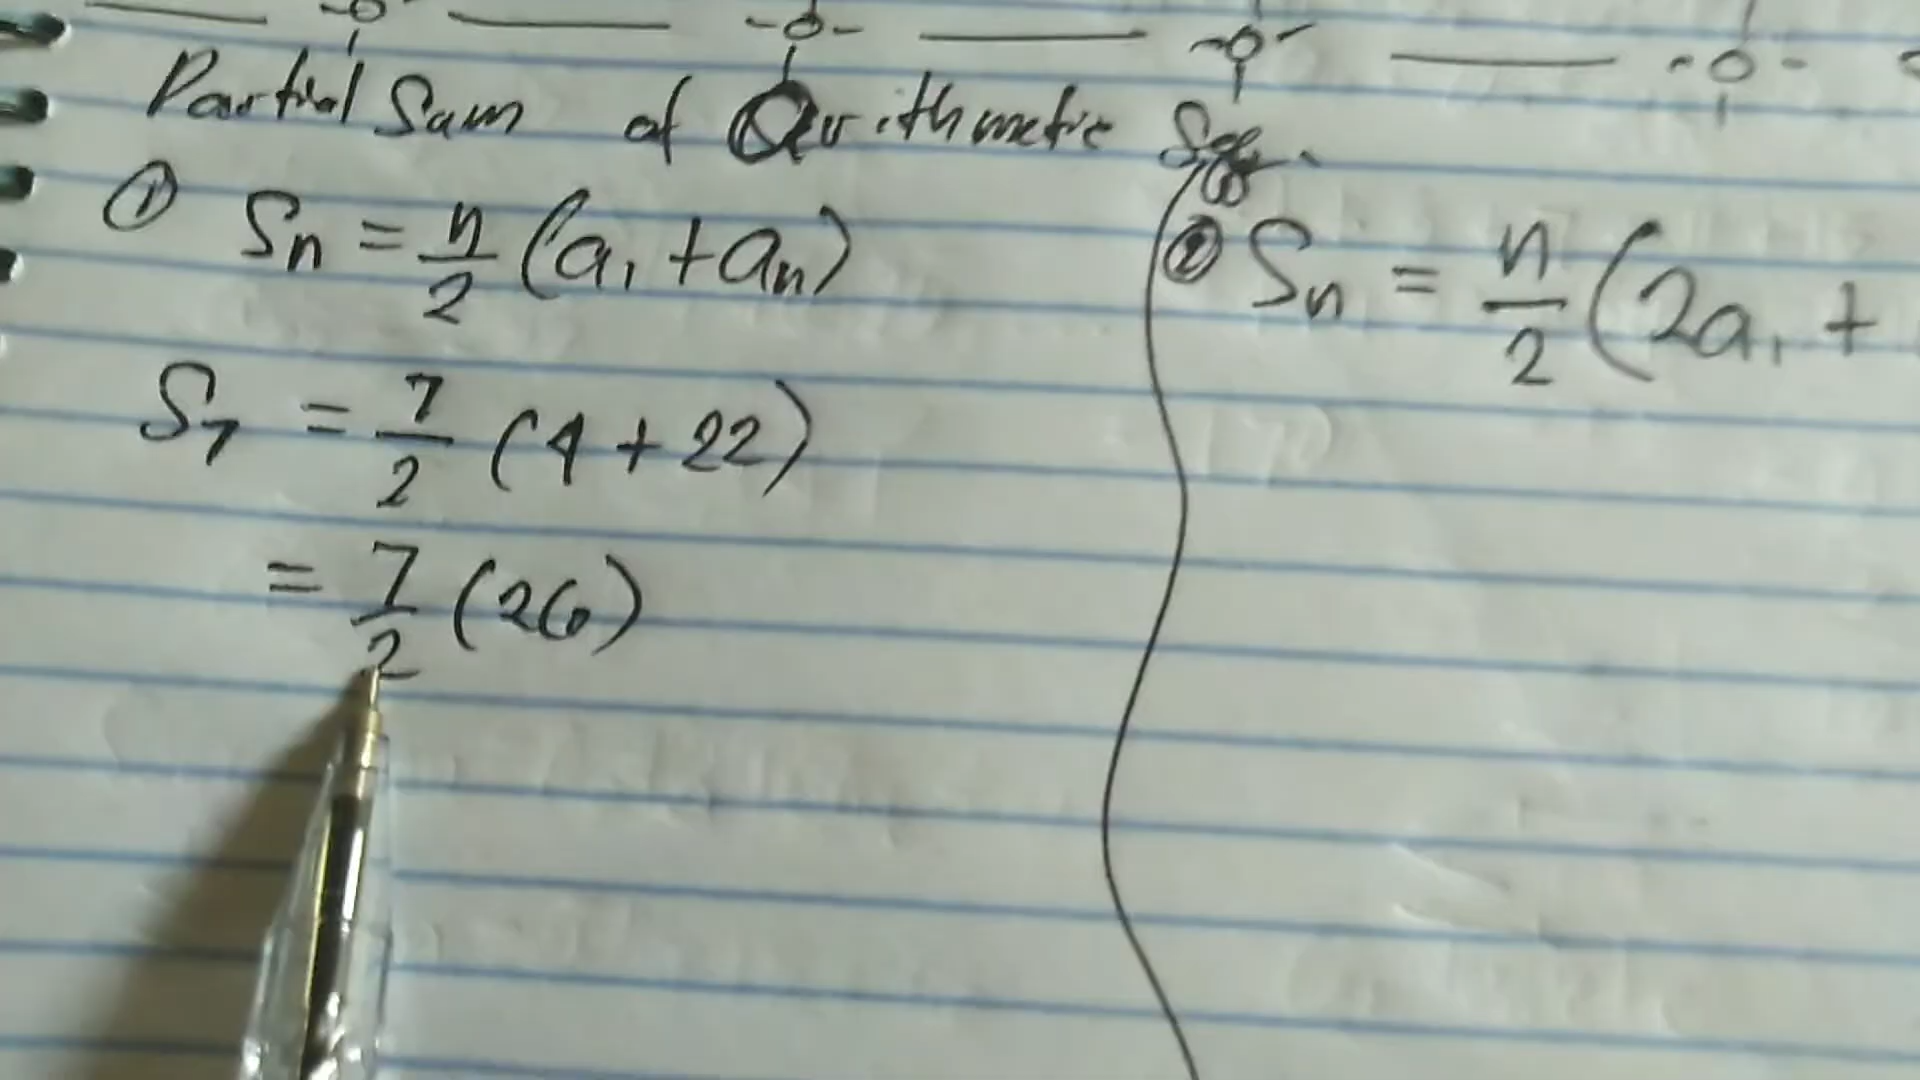 Partial Sum of Arithmetic
① Sn = n/2 (a₁ + an)
S₇ = 7/2 (4 + 22)
= 7/2 (26)
② Sn = n/2 (2a₁ +